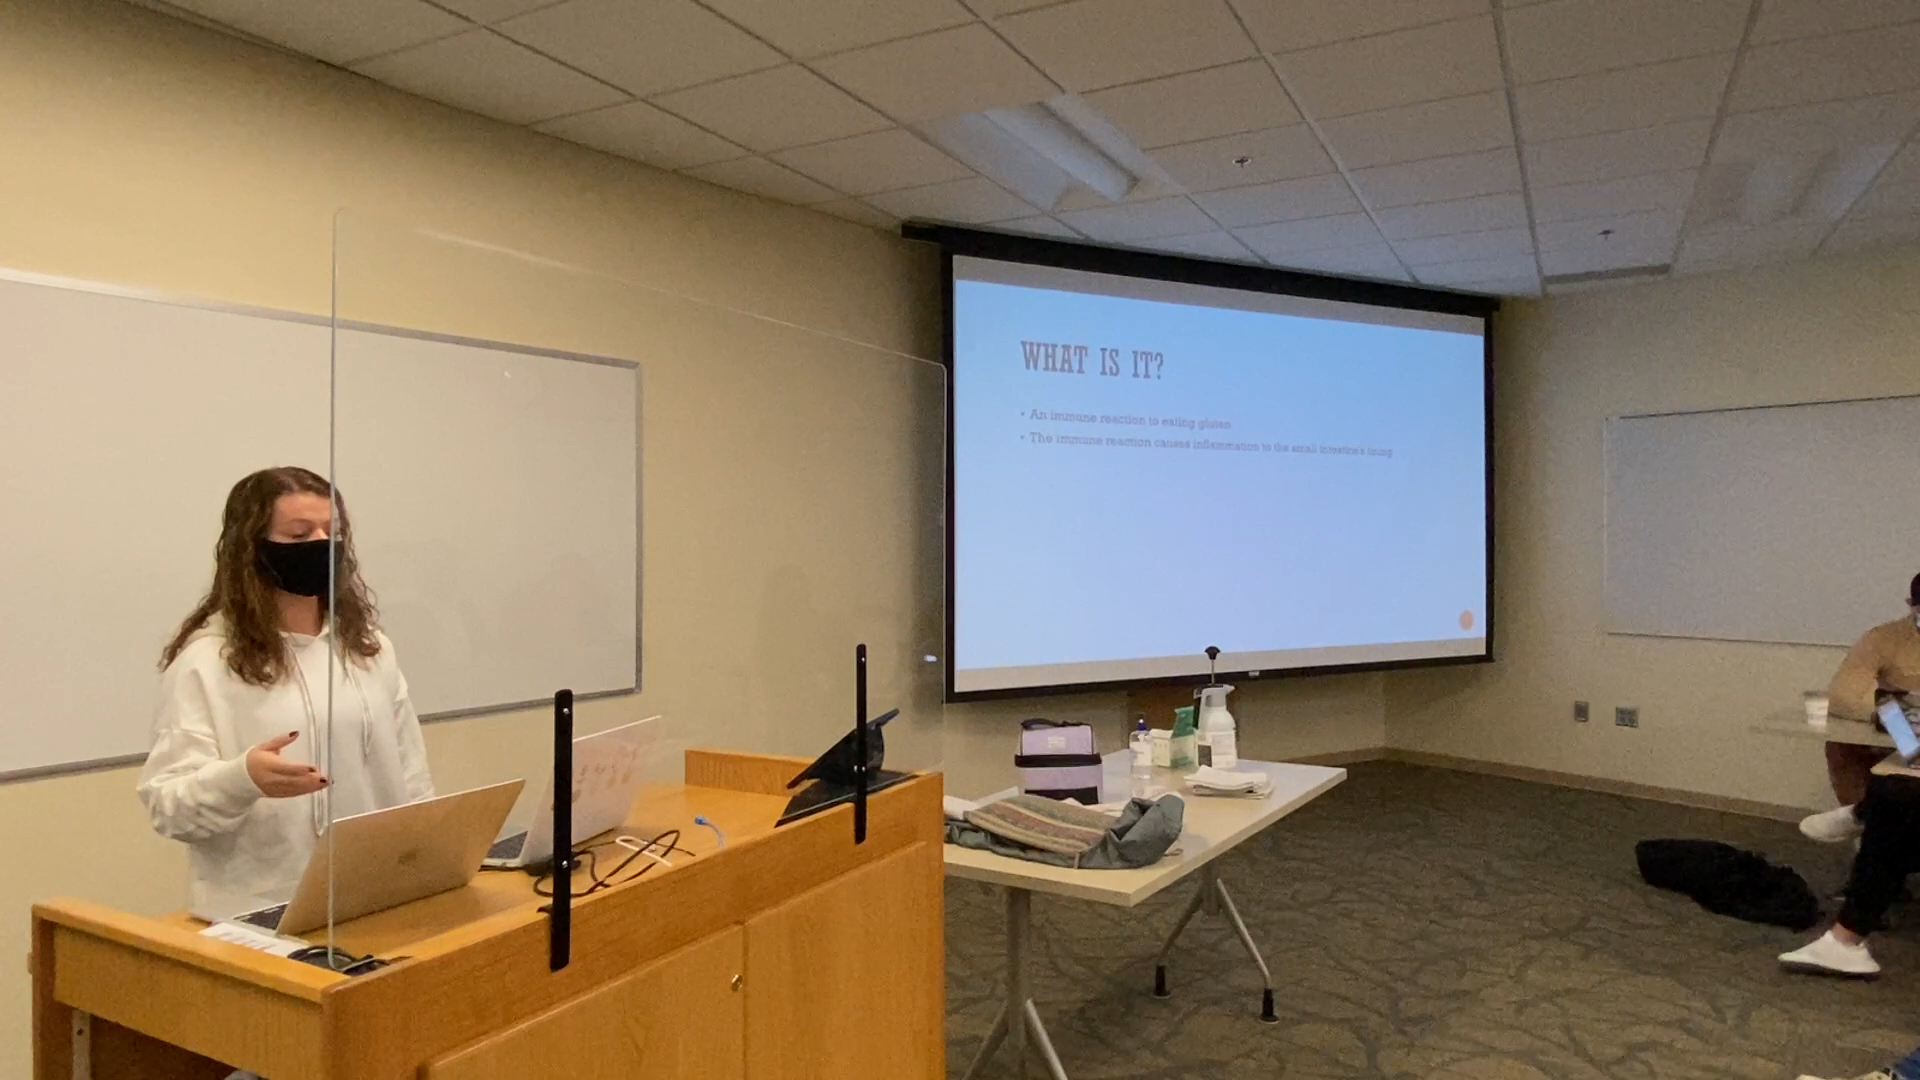 WHAT IS IT?
• An immune reaction to eating gluten
• The immune reaction causes inflammation to the small intestine's lining